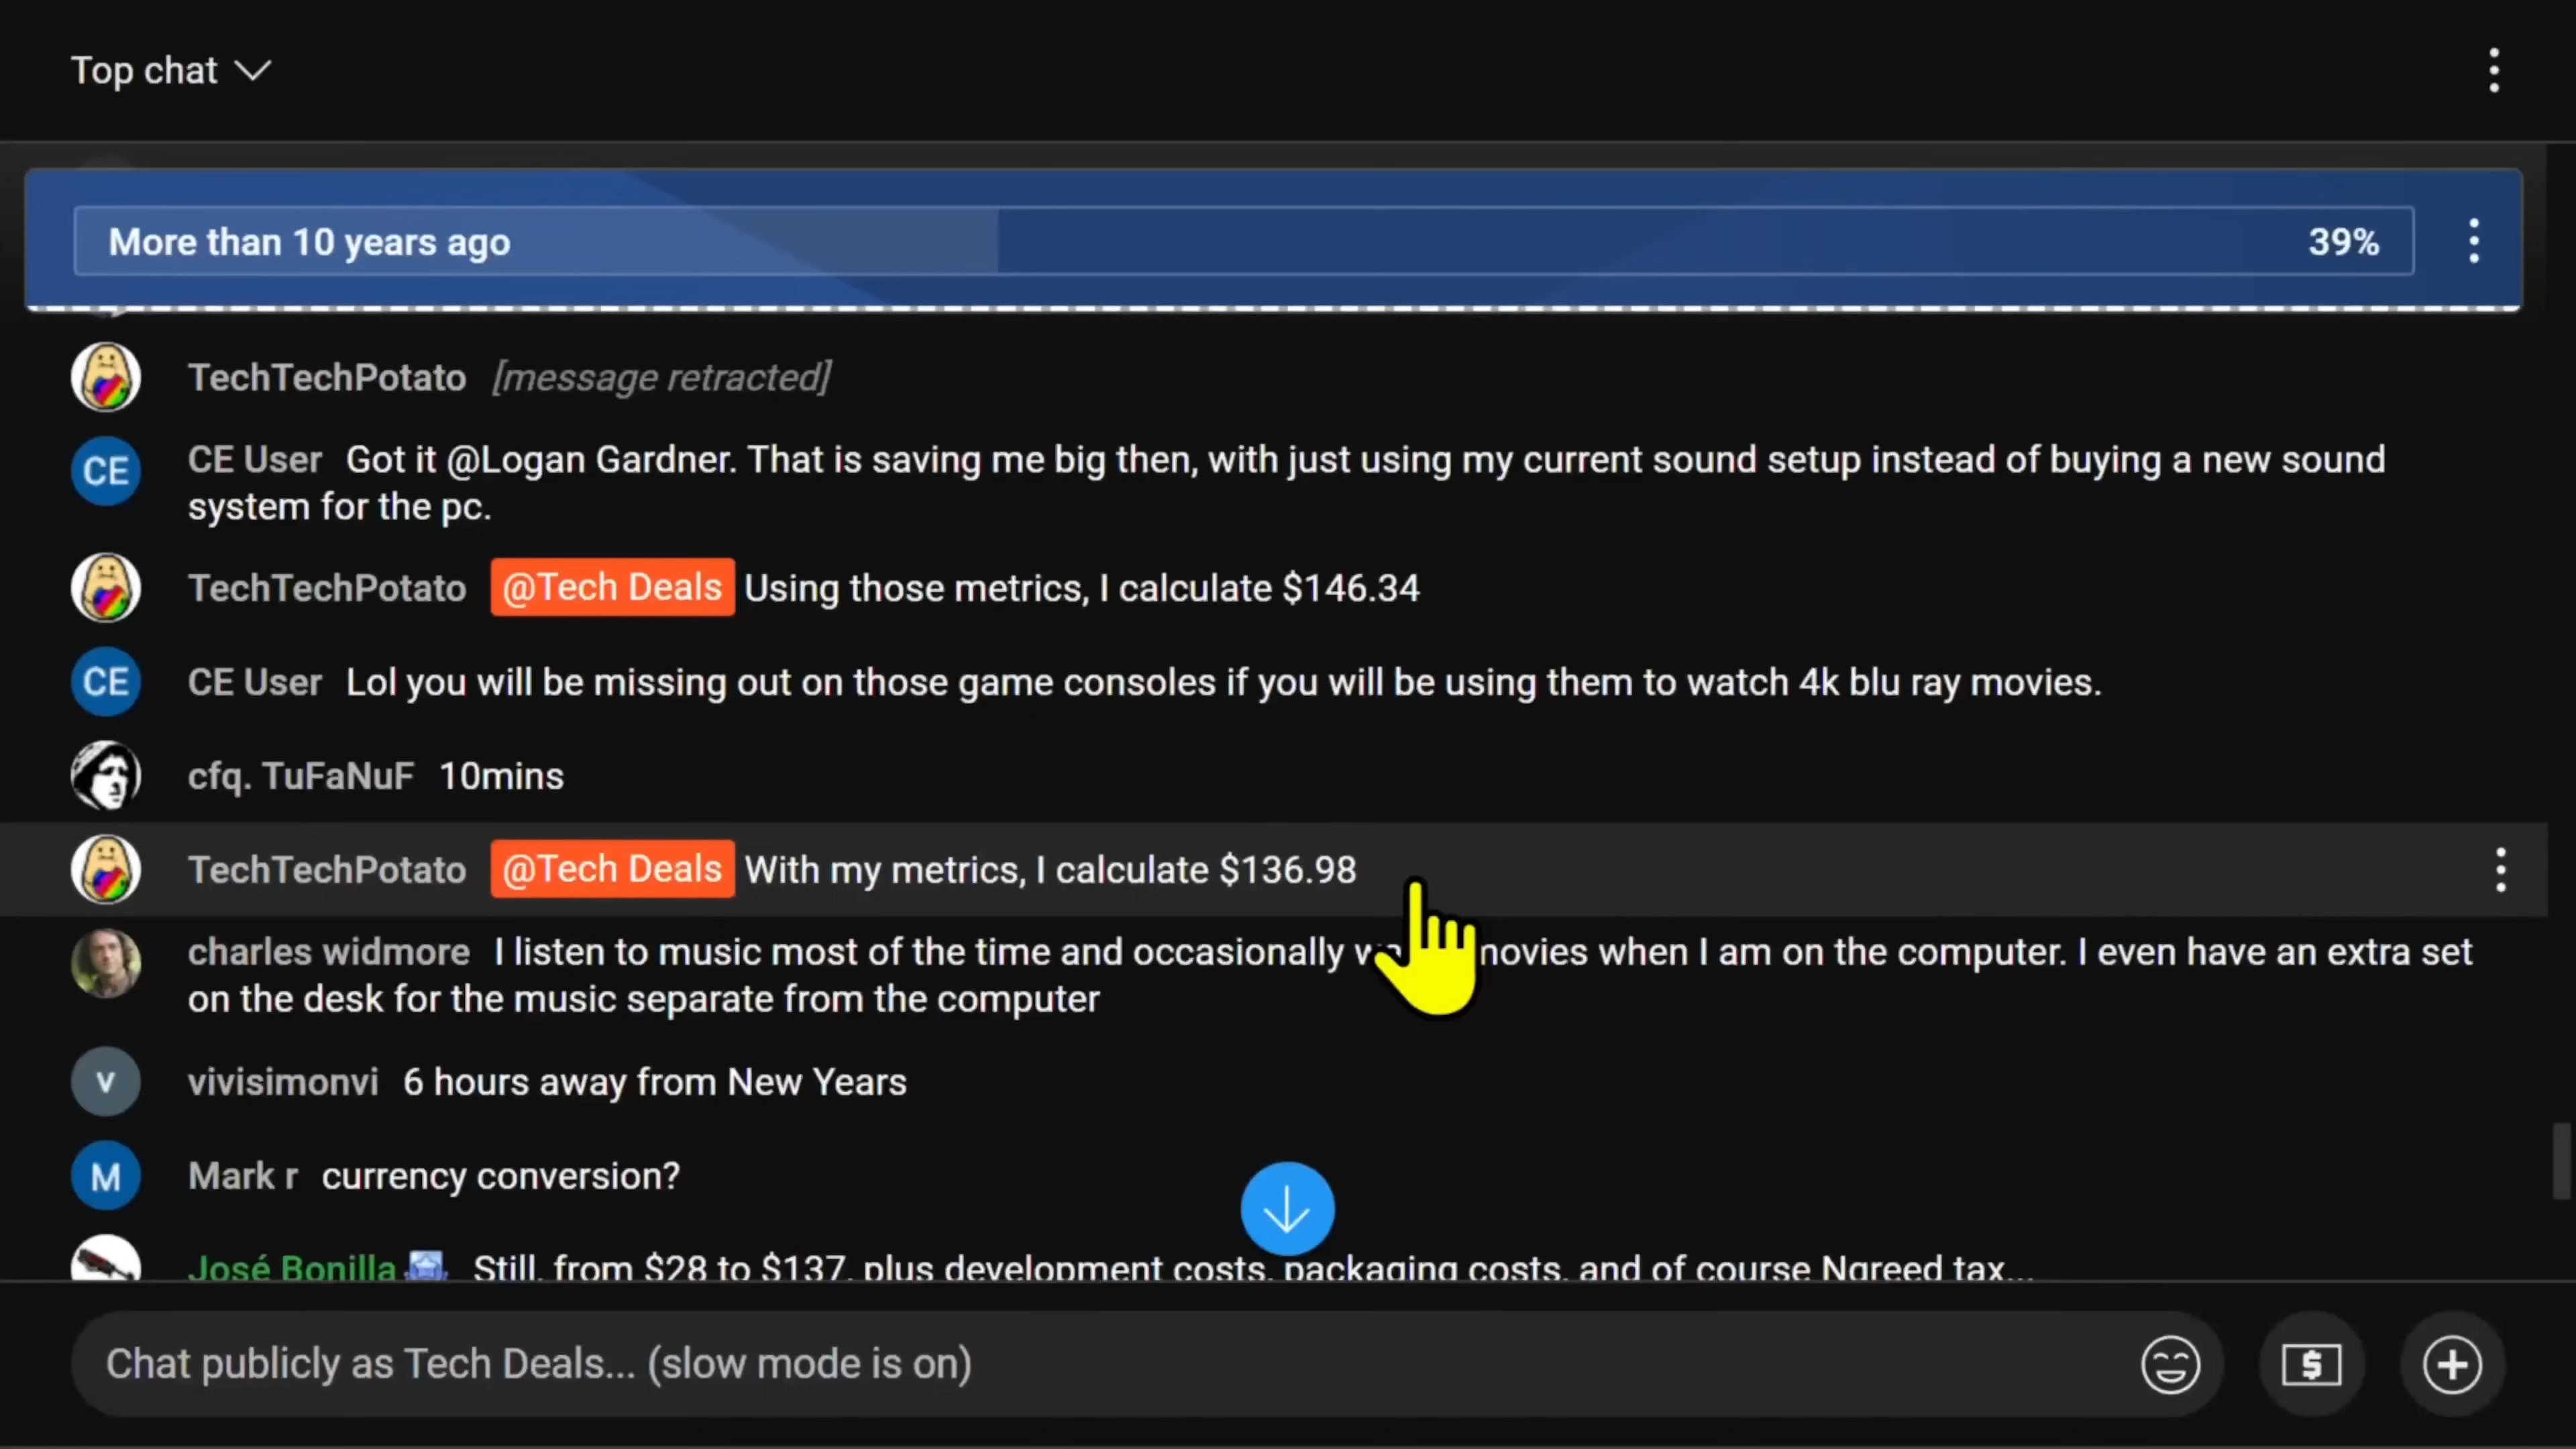 Top chat
More than 10 years ago 39%
TechTechPotato [message retracted]
CE CE User Got it @Logan Gardner. That is saving me big then, with just using my current sound setup instead of buying a new sound
system for the pc.
TechTechPotato @Tech Deals Using those metrics, I calculate $146.34
CE CE User Lol you will be missing out on those game consoles if you will be using them to watch 4k blu ray movies.
cfq. TuFaNuF 10mins
TechTechPotato @Tech Deals With my metrics, I calculate $136.98
charles widmore I listen to music most of the time and occasionally movies when I am on the computer. I even have an extra set
on the desk for the music separate from the computer
v vivisimonvi 6 hours away from New Years
M Mark r currency conversion?
José Bonilla Still, from $28 to $137, plus development costs, packaging costs, and of course Ngreed tax...
Chat publicly as Tech Deals... (slow mode is on)